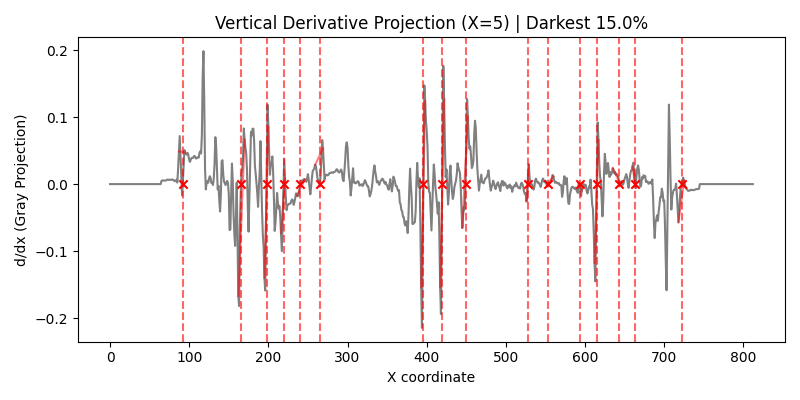 Vertical Derivative Projection (X=5) | Darkest 15.0%
0.2
0.1
0.0
−0.1
−0.2
d/dx (Gray Projection)
0 100 200 300 400 500 600 700 800
X coordinate